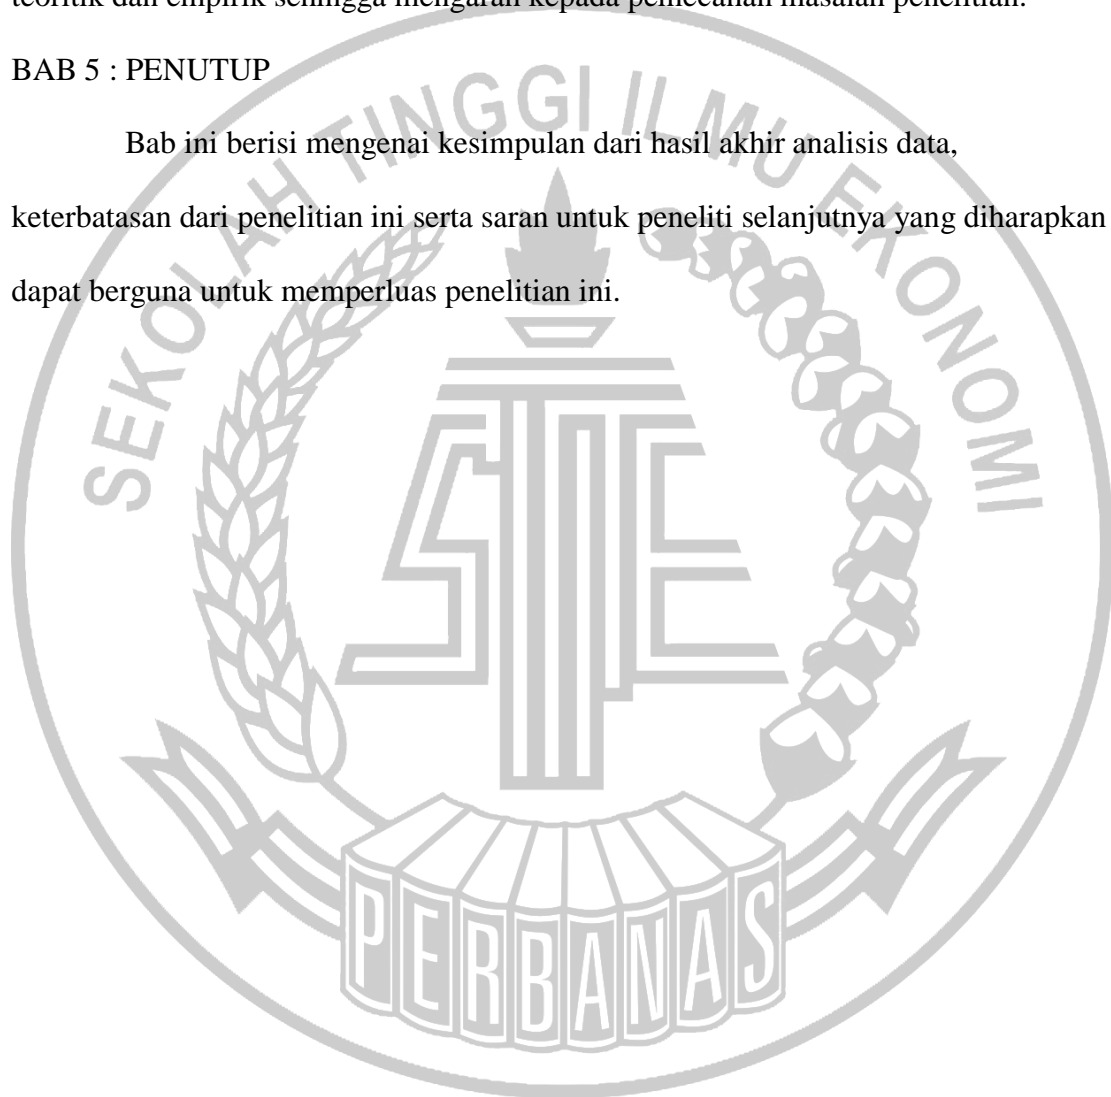 teoritik dan empirik sehingga mengarah kepada pemecahan masalah penelitian.
BAB 5 : PENUTUP
Bab ini berisi mengenai kesimpulan dari hasil akhir analisis data,
keterbatasan dari penelitian ini serta saran untuk peneliti selanjutnya yang diharapkan
dapat berguna untuk memperluas penelitian ini.
SEKOLAH TINGGI ILMU EKONOMI
STIE
PERBANAS